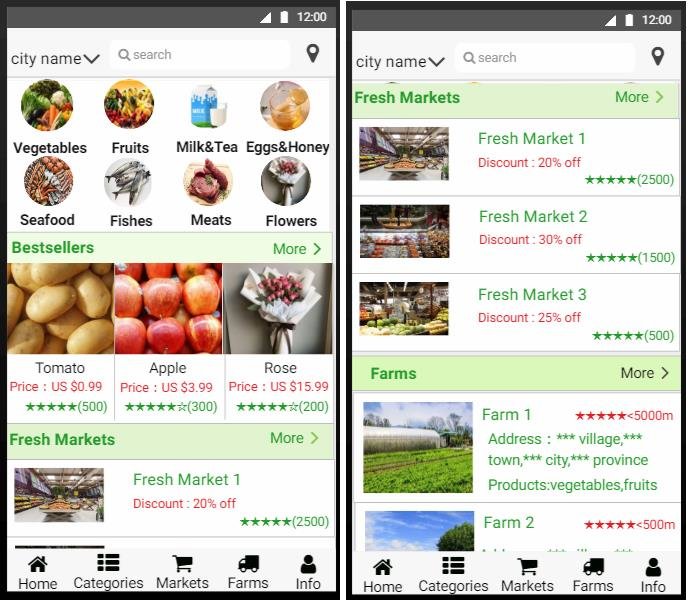 12:00
city name
search
Vegetables Fruits Milk&Tea Eggs&Honey
Seafood Fishes Meats Flowers
Bestsellers More
Tomato Apple Rose
Price：US $0.99 Price：US $3.99 Price：US $15.99
★★★★★(500) ★★★★★☆(300) ★★★★★☆(200)
Fresh Markets More
Fresh Market 1
Discount : 20% off
★★★★★(2500)
Home Categories Markets Farms Info
12:00
city name
search
Fresh Markets More
Fresh Market 1
Discount : 20% off
★★★★★(2500)
Fresh Market 2
Discount : 30% off
★★★★★(1500)
Fresh Market 3
Discount : 25% off
★★★★★(500)
Farms More
Farm 1 ★★★★★<5000m
Address：*** village,***
town,*** city,*** province
Products:vegetables,fruits
Farm 2 ★★★★★<500m
Home Categories Markets Farms Info